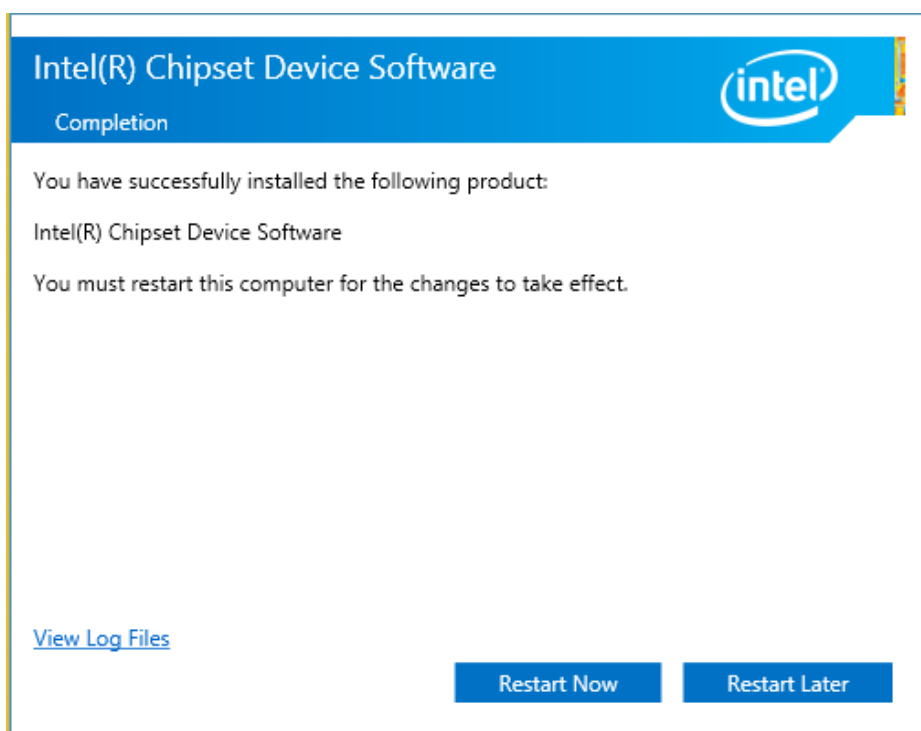 Intel(R) Chipset Device Software
intel
Completion
You have successfully installed the following product:
Intel(R) Chipset Device Software
You must restart this computer for the changes to take effect.
View Log Files
Restart Now
Restart Later